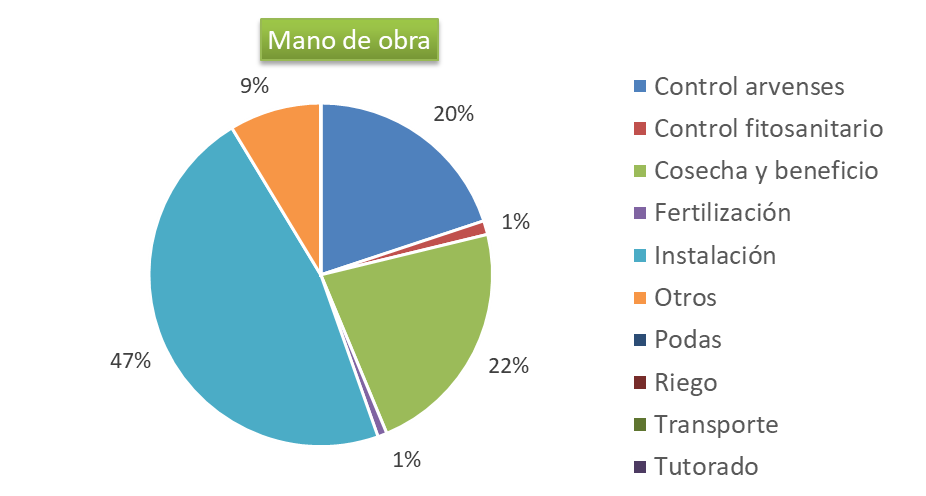 Mano de obra
9%
20%
1%
22%
1%
47%
Control arvenses
Control fitosanitario
Cosecha y beneficio
Fertilización
Instalación
Otros
Podas
Riego
Transporte
Tutorado